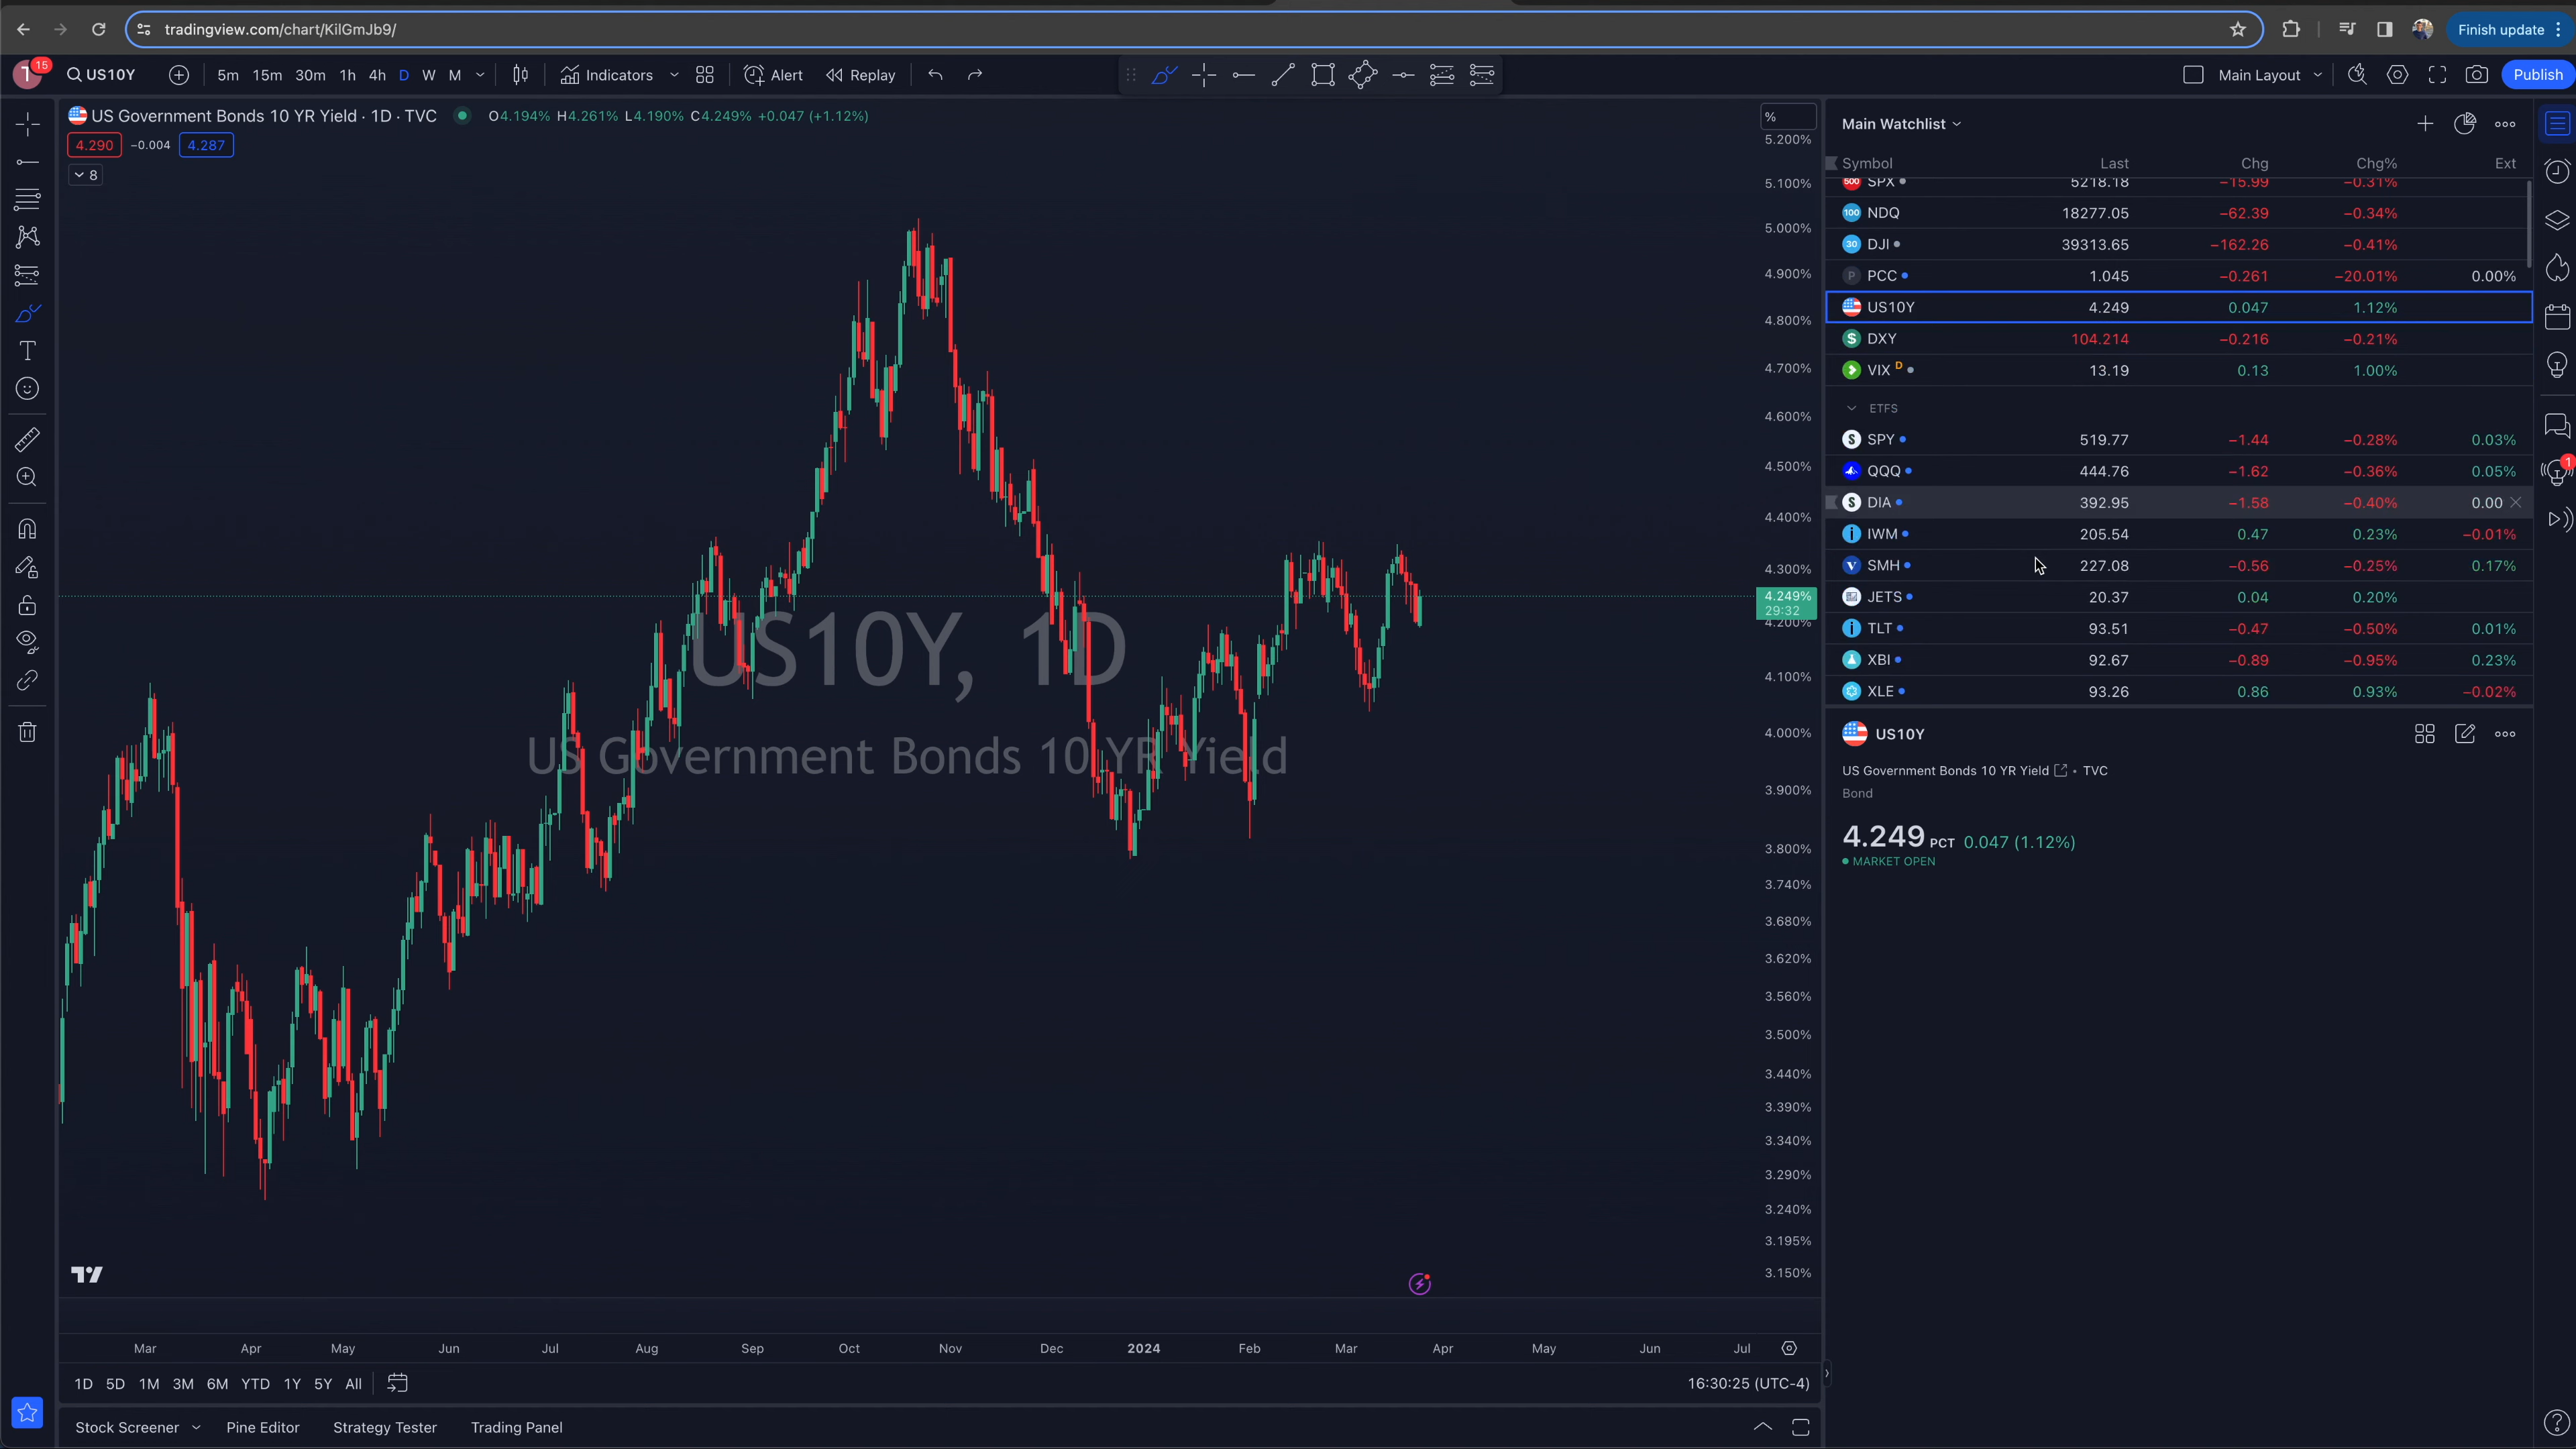 tradingview.com/chart/KilGmJb9/
Finish update
T 15 US10Y 5m 15m 30m 1h 4h D W M Indicators Alert Replay Main Layout Publish
US Government Bonds 10 YR Yield · 1D · TVC O4.194% H4.261% L4.190% C4.249% +0.047 (+1.12%)
4.290 −0.004 4.287
8
%
5.200%
5.100%
5.000%
4.900%
4.800%
4.700%
4.600%
4.500%
4.400%
4.300%
4.249%
29:32
4.200%
4.100%
4.000%
3.900%
3.800%
3.740%
3.680%
3.620%
3.560%
3.500%
3.440%
3.390%
3.340%
3.290%
3.240%
3.195%
3.150%
US10Y, 1D
US Government Bonds 10 YR Yield
Mar Apr May Jun Jul Aug Sep Oct Nov Dec 2024 Feb Mar Apr May Jun Jul
1D 5D 1M 3M 6M YTD 1Y 5Y All 16:30:25 (UTC-4)
Stock Screener Pine Editor Strategy Tester Trading Panel
Main Watchlist
Symbol Last Chg Chg% Ext
500 SPX 5218.18 −15.99 −0.31%
100 NDQ 18277.05 −62.39 −0.34%
30 DJI 39313.65 −162.26 −0.41%
P PCC 1.045 −0.261 −20.01% 0.00%
US10Y 4.249 0.047 1.12%
$ DXY 104.214 −0.216 −0.21%
VIX D 13.19 0.13 1.00%
ETFS
S SPY 519.77 −1.44 −0.28% 0.03%
QQQ 444.76 −1.62 −0.36% 0.05%
S DIA 392.95 −1.58 −0.40% 0.00
i IWM 205.54 0.47 0.23% −0.01%
V SMH 227.08 −0.56 −0.25% 0.17%
JETS 20.37 0.04 0.20%
i TLT 93.51 −0.47 −0.50% 0.01%
XBI 92.67 −0.89 −0.95% 0.23%
XLE 93.26 0.86 0.93% −0.02%
US10Y
US Government Bonds 10 YR Yield • TVC
Bond
4.249 PCT 0.047 (1.12%)
MARKET OPEN
1